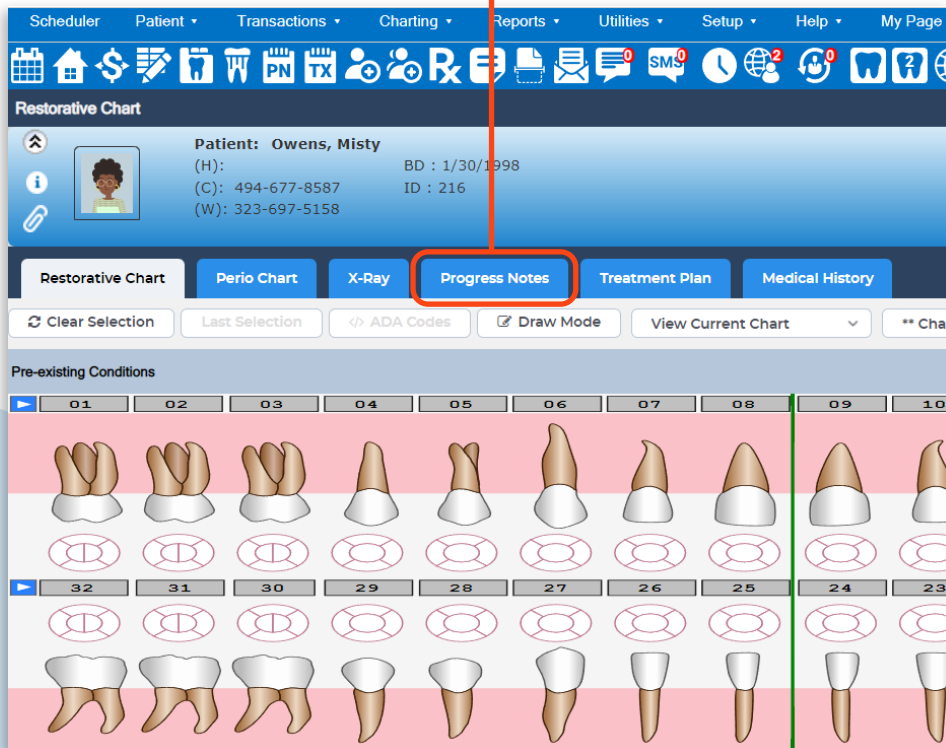 Scheduler Patient Transactions Charting Reports Utilities Setup Help My Page
PN TX Rx 0 SMS 0 2 0 2
Restorative Chart
Patient: Owens, Misty
(H): BD : 1/30/1998
(C): 494-677-8587 ID : 216
(W): 323-697-5158
Restorative Chart Perio Chart X-Ray Progress Notes Treatment Plan Medical History
Clear Selection Last Selection </> ADA Codes Draw Mode View Current Chart ** Cha
Pre-existing Conditions
01 02 03 04 05 06 07 08 09 10
32 31 30 29 28 27 26 25 24 23